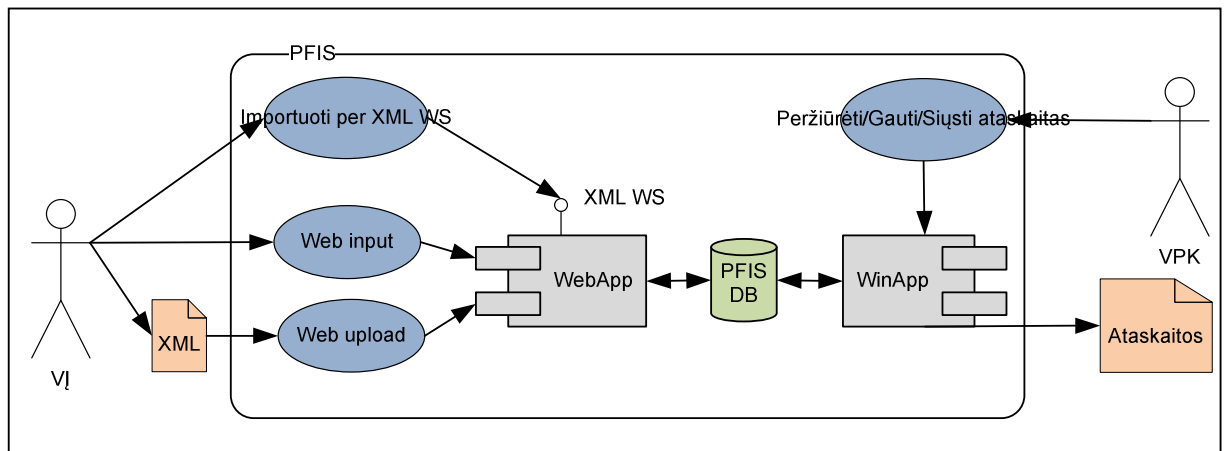 PFIS
Importuoti per XML WS
Peržiūrėti/Gauti/Siųsti ataskaitas
XML WS
Web input
WebApp
PFIS
DB
WinApp
VPK
Web upload
XML
Ataskaitos
VĮ